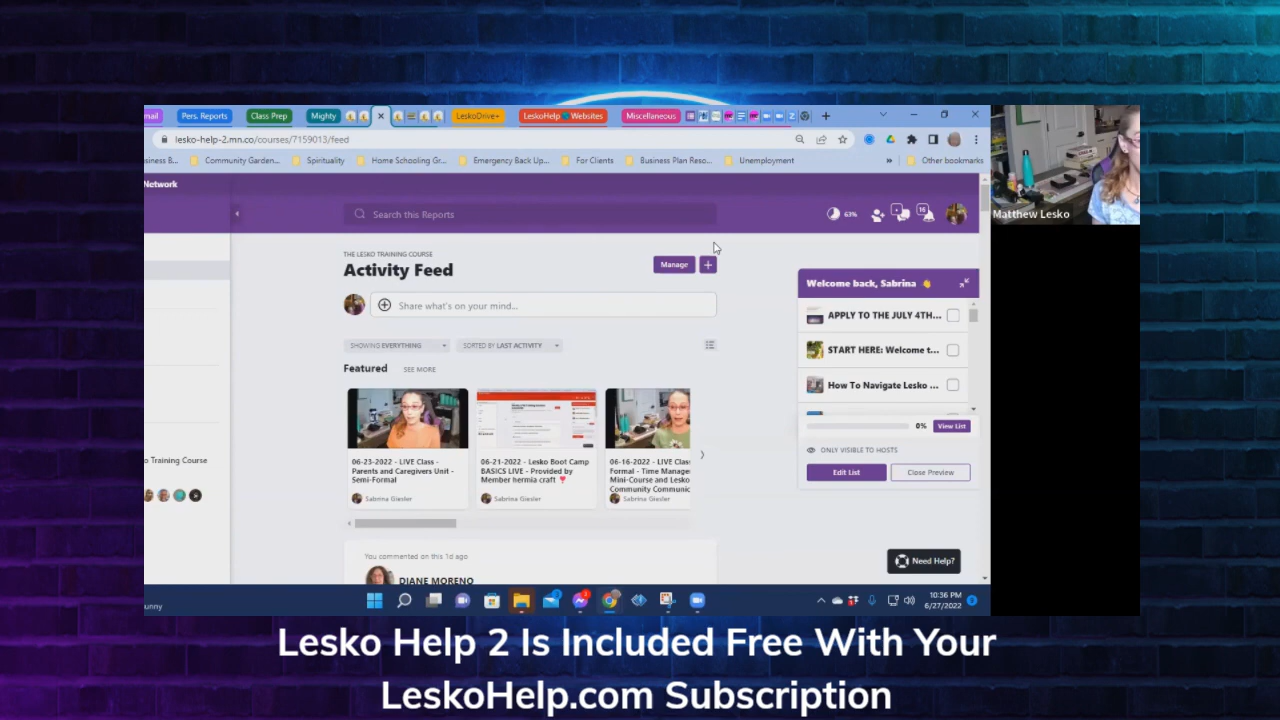 mail
Pers. Reports
Class Prep
Mighty
LeskoDrive
LeskoHelp Websites
Miscellaneous
lesko-help-2.mn.co/courses/7159013/feed
siness B...
Community Garden...
Spirituality
Home Schooling Gr...
Emergency Back Up...
For Clients
Business Plan Reso...
Unemployment
Other bookmarks
Network
Search this Reports
63%
16
Matthew Lesko
THE LESKO TRAINING COURSE
Activity Feed
Manage
Share what's on your mind...
Welcome back, Sabrina
APPLY TO THE JULY 4TH...
START HERE: Welcome t...
How To Navigate Lesko ...
SHOWING EVERYTHING
SORTED BY LAST ACTIVITY
Featured
SEE MORE
0%
View List
ONLY VISIBLE TO HOSTS
Edit List
Close Preview
o Training Course
06-23-2022 - LIVE Class -
Parents and Caregivers Unit -
Semi-Formal
Sabrina Giesler
06-21-2022 - Lesko Boot Camp
BASICS LIVE - Provided by
Member hermia craft
Sabrina Giesler
06-16-2022 - LIVE Class
Formal - Time Manage
Mini-Course and Lesko
Community Communic
Sabrina Giesler
You commented on this 1d ago
DIANE MORENO
Need Help?
unny
10:36 PM
6/27/2022
Lesko Help 2 Is Included Free With Your
LeskoHelp.com Subscription